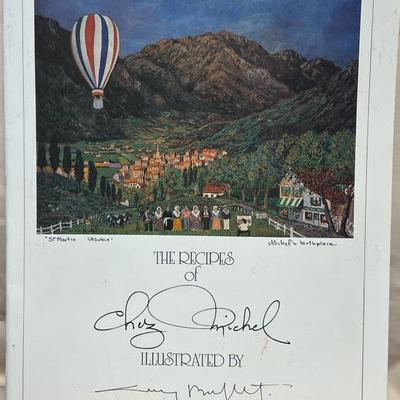 "St Martin Vesubie"
Michel's birthplace
THE RECIPES
of
Chez Michel
ILLUSTRATED BY